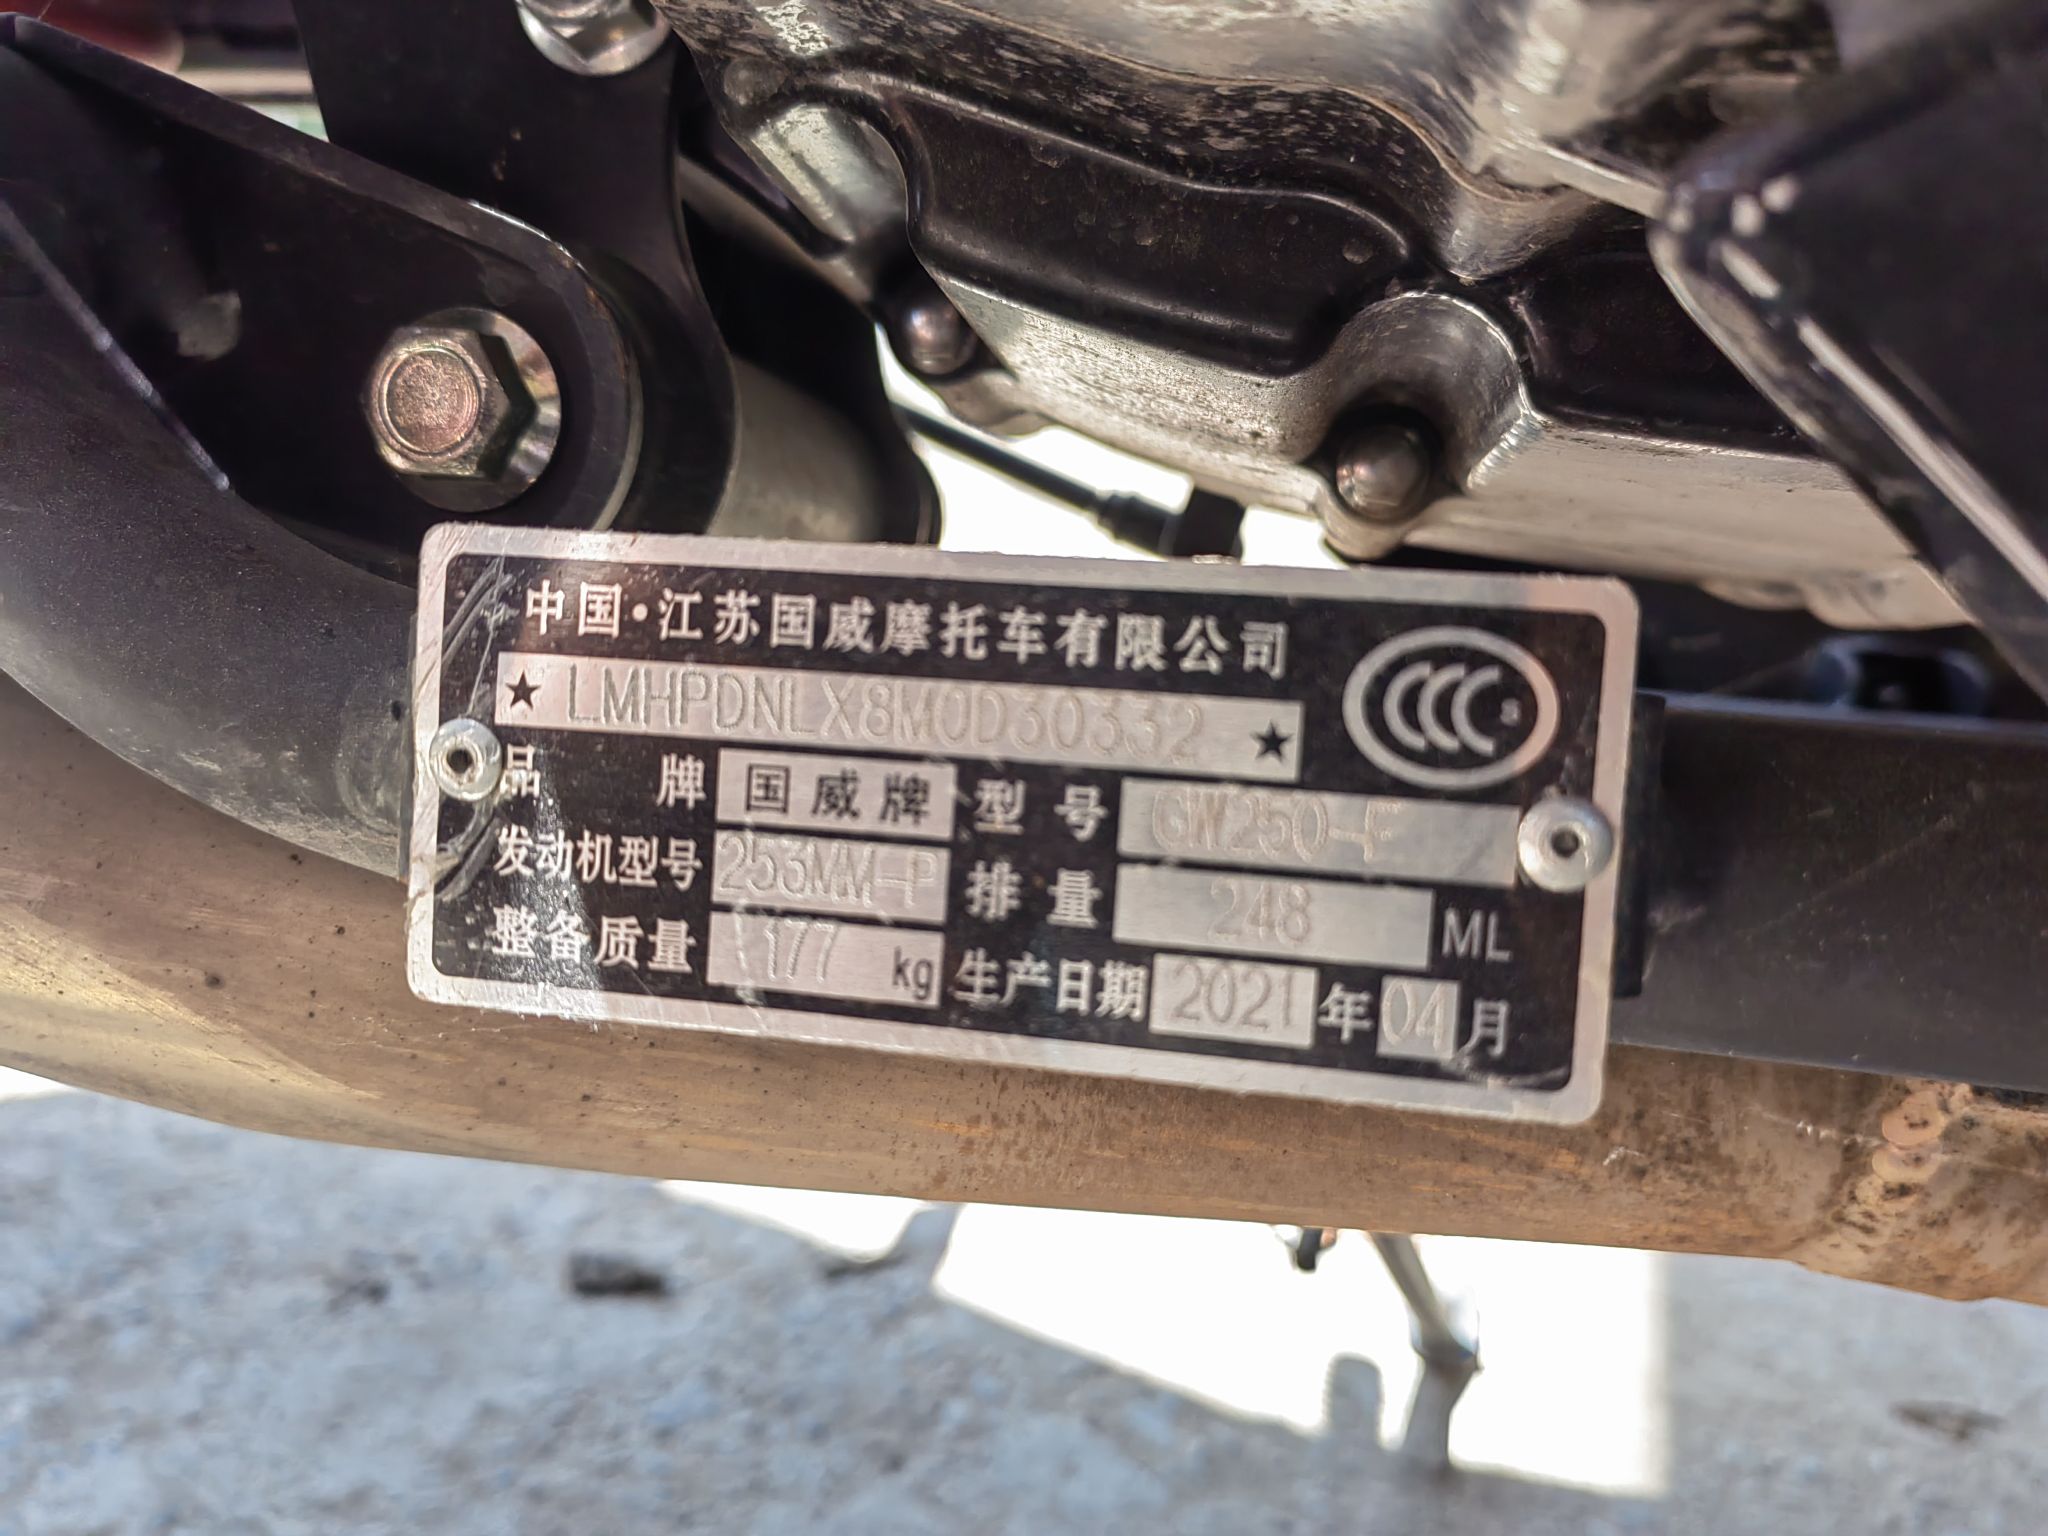 中国·江苏国威摩托车有限公司
★ LMHPDNLX8M0D30332 ★
CCC S
品牌 国威牌 型号 GW250-F
发动机型号 253MM-P 排量 248 ML
整备质量 177 kg 生产日期 2021 年 04 月